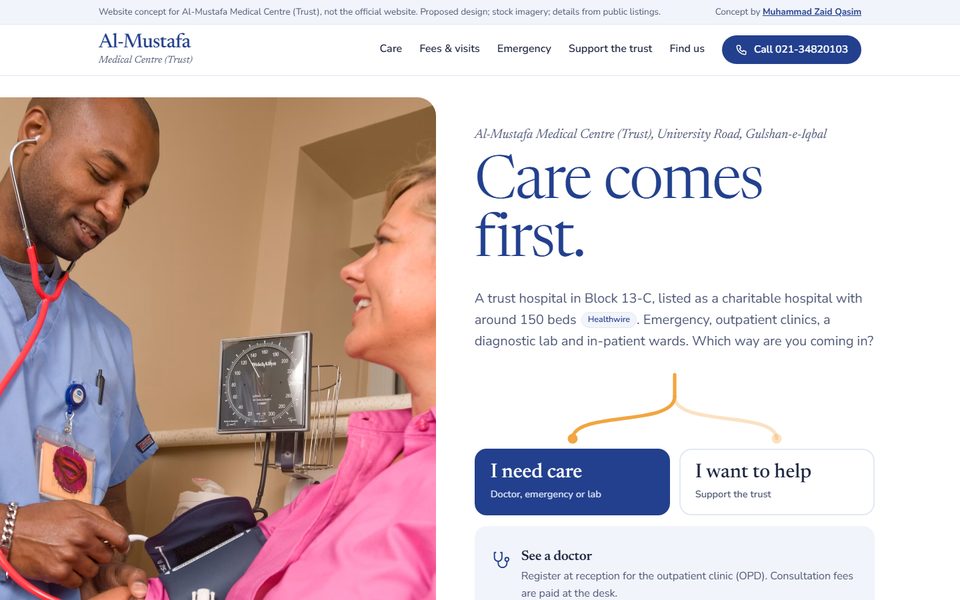 Website concept for Al-Mustafa Medical Centre (Trust), not the official website. Proposed design; stock imagery; details from public listings.
Concept by Muhammad Zaid Qasim
Al-Mustafa
Medical Centre (Trust)
Care
Fees & visits
Emergency
Support the trust
Find us
Call 021-34820103
Al-Mustafa Medical Centre (Trust), University Road, Gulshan-e-Iqbal
Care comes
first.
A trust hospital in Block 13-C, listed as a charitable hospital with
around 150 beds Healthwire . Emergency, outpatient clinics, a
diagnostic lab and in-patient wards. Which way are you coming in?
I need care
Doctor, emergency or lab
I want to help
Support the trust
See a doctor
Register at reception for the outpatient clinic (OPD). Consultation fees
are paid at the desk.